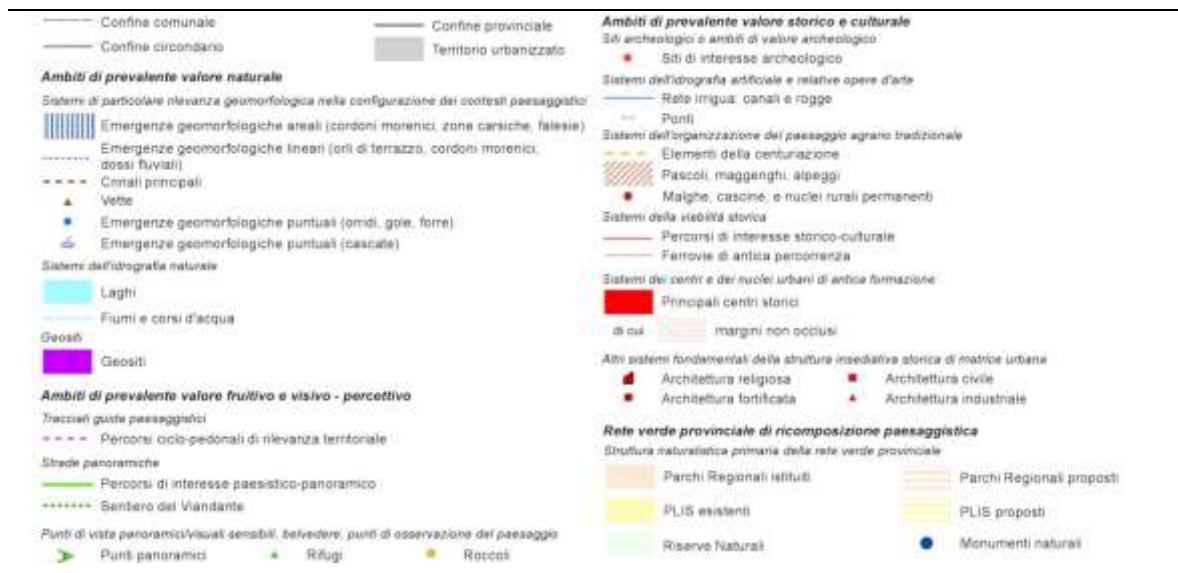 Confine comunale
Confine provinciale
Confine circondario
Territorio urbanizzato
Ambiti di prevalente valore naturale
Sistemi di particolare rilevanza geomorfologica nella configurazione dei contesti paesaggistici
Emergenze geomorfologiche areali (cordoni morenici, zone carsiche, falesie)
Emergenze geomorfologiche lineari (orli di terrazzo, cordoni morenici,
dossi fluviali)
Crinali principali
Vette
Emergenze geomorfologiche puntuali (orridi, gole, forre)
Emergenze geomorfologiche puntuali (cascate)
Sistemi dell'idrografia naturale
Laghi
Fiumi e corsi d'acqua
Geositi
Geositi
Ambiti di prevalente valore fruitivo e visivo - percettivo
Tracciati guida paesaggistici
Percorsi ciclo-pedonali di rilevanza territoriale
Strade panoramiche
Percorsi di interesse paesistico-panoramico
Sentiero del Viandante
Punti di vista panoramici/visuali sensibili, belvedere, punti di osservazione del paesaggio
Punti panoramici
Rifugi
Roccoli
Ambiti di prevalente valore storico e culturale
Siti archeologici o ambiti di valore archeologico
Siti di interesse archeologico
Sistemi dell'idrografia artificiale e relative opere d'arte
Rete irrigua: canali e rogge
Ponti
Sistemi dell'organizzazione del paesaggio agrario tradizionale
Elementi della centuriazione
Pascoli, maggenghi, alpeggi
Malghe, cascine, e nuclei rurali permanenti
Sistemi della viabilità storica
Percorsi di interesse storico-culturale
Ferrovie di antica percorrenza
Sistemi dei centri e dei nuclei urbani di antica formazione
Principali centri storici
di cui
margini non occlusi
Altri sistemi fondamentali della struttura insediativa storica di matrice urbana
Architettura religiosa
Architettura civile
Architettura fortificata
Architettura industriale
Rete verde provinciale di ricomposizione paesaggistica
Struttura naturalistica primaria della rete verde provinciale
Parchi Regionali istituiti
Parchi Regionali proposti
PLIS esistenti
PLIS proposti
Riserve Naturali
Monumenti naturali